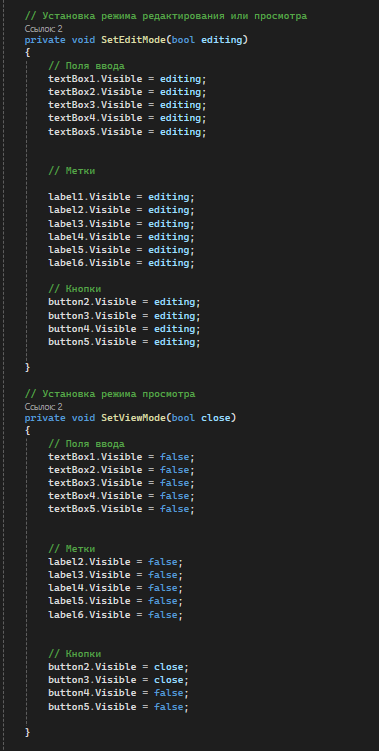 // Установка режима редактирования или просмотра
Ссылок: 2
private void SetEditMode(bool editing)
{
// Поля ввода
textBox1.Visible = editing;
textBox2.Visible = editing;
textBox3.Visible = editing;
textBox4.Visible = editing;
textBox5.Visible = editing;
// Метки
label1.Visible = editing;
label2.Visible = editing;
label3.Visible = editing;
label4.Visible = editing;
label5.Visible = editing;
label6.Visible = editing;
// Кнопки
button2.Visible = editing;
button3.Visible = editing;
button4.Visible = editing;
button5.Visible = editing;
}
// Установка режима просмотра
Ссылок: 2
private void SetViewMode(bool close)
{
// Поля ввода
textBox1.Visible = false;
textBox2.Visible = false;
textBox3.Visible = false;
textBox4.Visible = false;
textBox5.Visible = false;
// Метки
label2.Visible = false;
label3.Visible = false;
label4.Visible = false;
label5.Visible = false;
label6.Visible = false;
// Кнопки
button2.Visible = close;
button3.Visible = close;
button4.Visible = false;
button5.Visible = false;
}